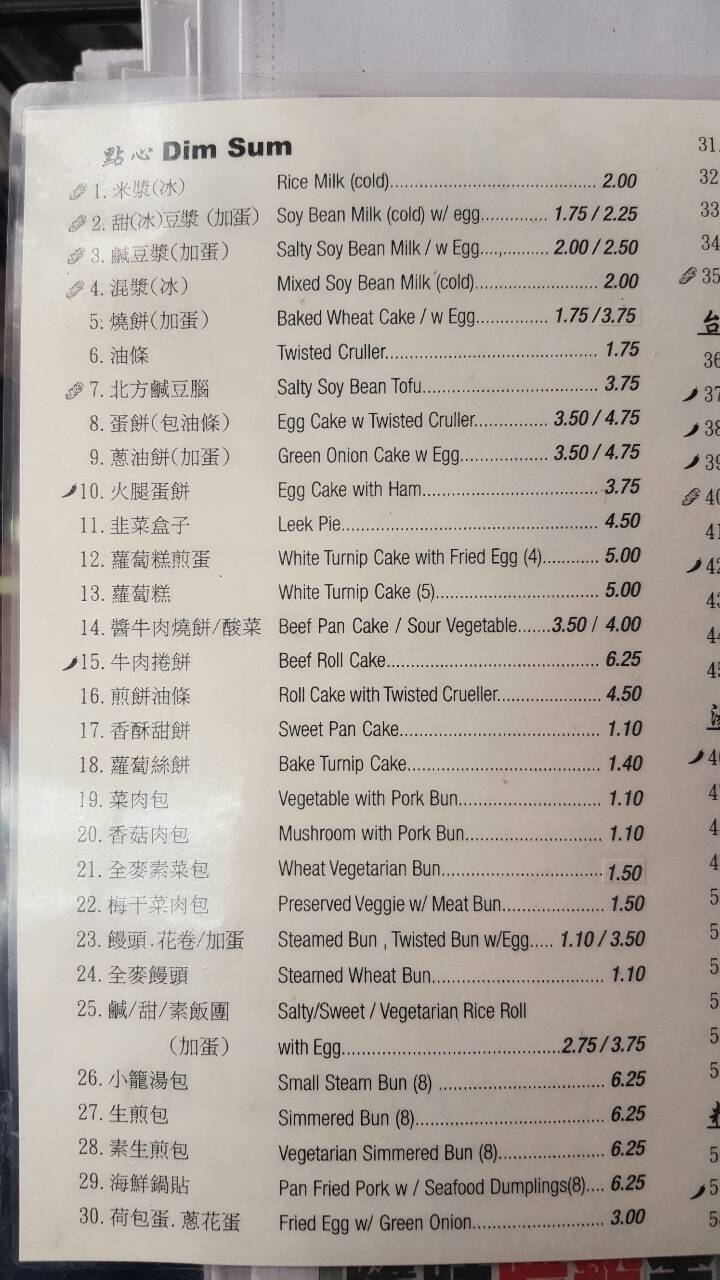 點心 Dim Sum
1. 米漿(冰) Rice Milk (cold)............ 2.00
2. 甜(冰)豆漿 (加蛋) Soy Bean Milk (cold) w/ egg............ 1.75 / 2.25
3. 鹹豆漿(加蛋) Salty Soy Bean Milk / w Egg............ 2.00 / 2.50
4. 混漿(冰) Mixed Soy Bean Milk (cold)............ 2.00
5. 燒餅(加蛋) Baked Wheat Cake / w Egg............ 1.75 /3.75
6. 油條 Twisted Cruller............ 1.75
7. 北方鹹豆腦 Salty Soy Bean Tofu............ 3.75
8. 蛋餅(包油條) Egg Cake w Twisted Cruller............ 3.50 / 4.75
9. 蔥油餅(加蛋) Green Onion Cake w Egg............ 3.50 / 4.75
10. 火腿蛋餅 Egg Cake with Ham............ 3.75
11. 韭菜盒子 Leek Pie............ 4.50
12. 蘿蔔糕煎蛋 White Turnip Cake with Fried Egg (4)............ 5.00
13. 蘿蔔糕 White Turnip Cake (5)............ 5.00
14. 醬牛肉燒餅/酸菜 Beef Pan Cake / Sour Vegetable.......3.50 / 4.00
15. 牛肉捲餅 Beef Roll Cake............ 6.25
16. 煎餅油條 Roll Cake with Twisted Crueller............ 4.50
17. 香酥甜餅 Sweet Pan Cake............ 1.10
18. 蘿蔔絲餅 Bake Turnip Cake............ 1.40
19. 菜肉包 Vegetable with Pork Bun............ 1.10
20. 香菇肉包 Mushroom with Pork Bun............ 1.10
21. 全麥素菜包 Wheat Vegetarian Bun............ 1.50
22. 梅干菜肉包 Preserved Veggie w/ Meat Bun............ 1.50
23. 饅頭.花卷/加蛋 Steamed Bun , Twisted Bun w/Egg..... 1.10 / 3.50
24. 全麥饅頭 Steamed Wheat Bun............ 1.10
25. 鹹/甜/素飯團 Salty/Sweet / Vegetarian Rice Roll
(加蛋) with Egg............2.75 / 3.75
26. 小籠湯包 Small Steam Bun (8) ............ 6.25
27. 生煎包 Simmered Bun (8)............ 6.25
28. 素生煎包 Vegetarian Simmered Bun (8)............ 6.25
29. 海鮮鍋貼 Pan Fried Pork w / Seafood Dumplings(8).... 6.25
30. 荷包蛋.蔥花蛋 Fried Egg w/ Green Onion............ 3.00
31.
32
33
34
35
台
36
37
38
39
40
41
42
43
44
45